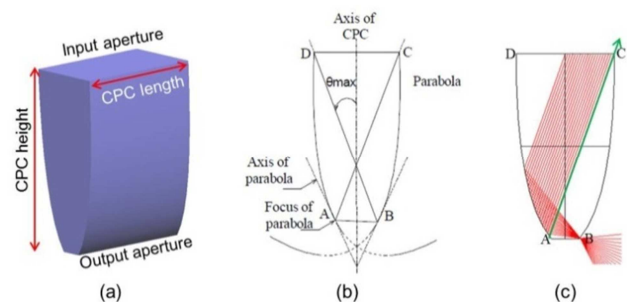 Input aperture
CPC length
CPC height
Output aperture
(a)
Axis of
CPC
D
C
θmax
Parabola
Axis of
parabola
Focus of
parabola
A
B
(b)
D
C
A
B
(c)